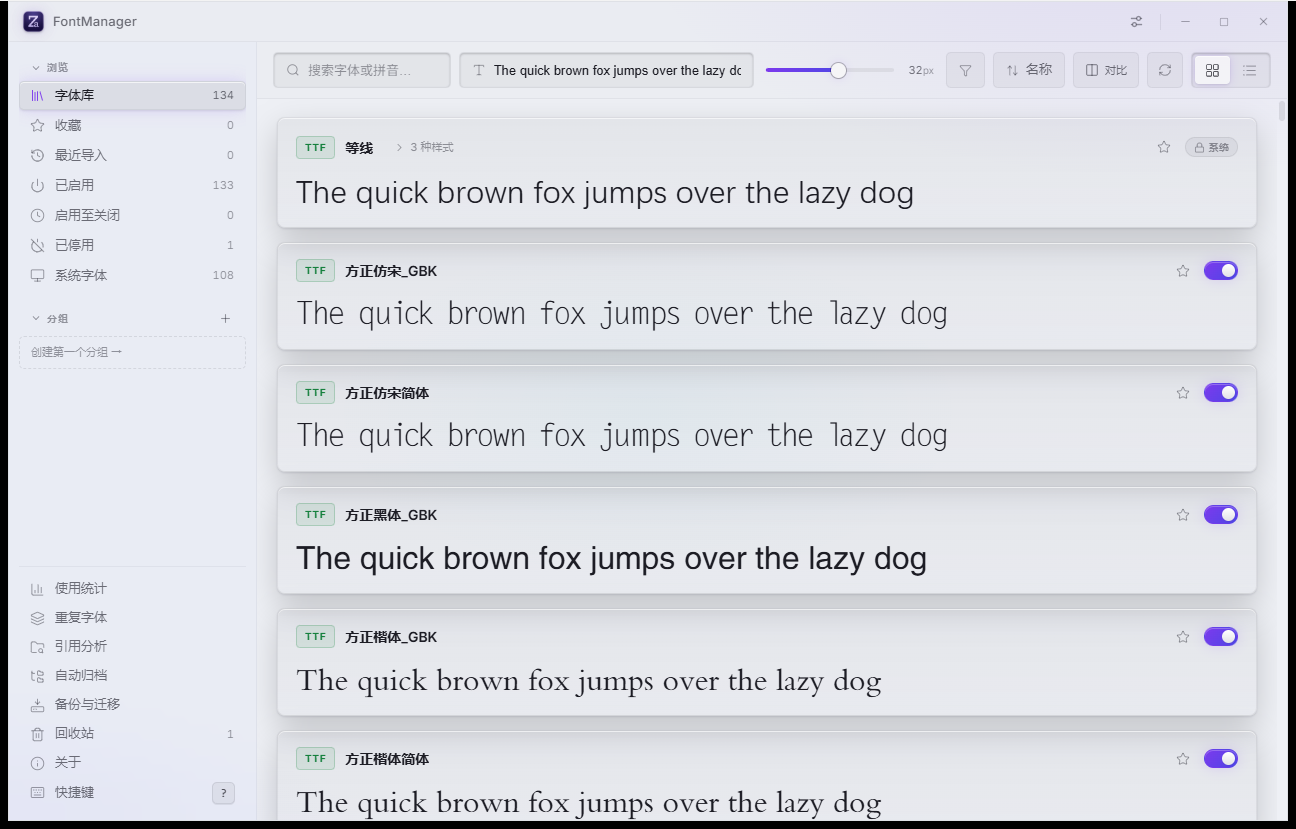 FontManager
浏览
字体库 134
收藏 0
最近导入 0
已启用 133
启用至关闭 0
已停用 1
系统字体 108
分组 +
创建第一个分组 →
使用统计
重复字体
引用分析
自动归档
备份与迁移
回收站 1
关于
快捷键 ?
搜索字体或拼音... The quick brown fox jumps over the lazy dc 32px 名称 对比
TTF 等线 > 3 种样式 系统
The quick brown fox jumps over the lazy dog
TTF 方正仿宋_GBK
The quick brown fox jumps over the lazy dog
TTF 方正仿宋简体
The quick brown fox jumps over the lazy dog
TTF 方正黑体_GBK
The quick brown fox jumps over the lazy dog
TTF 方正楷体_GBK
The quick brown fox jumps over the lazy dog
TTF 方正楷体简体
The quick brown fox jumps over the lazy dog